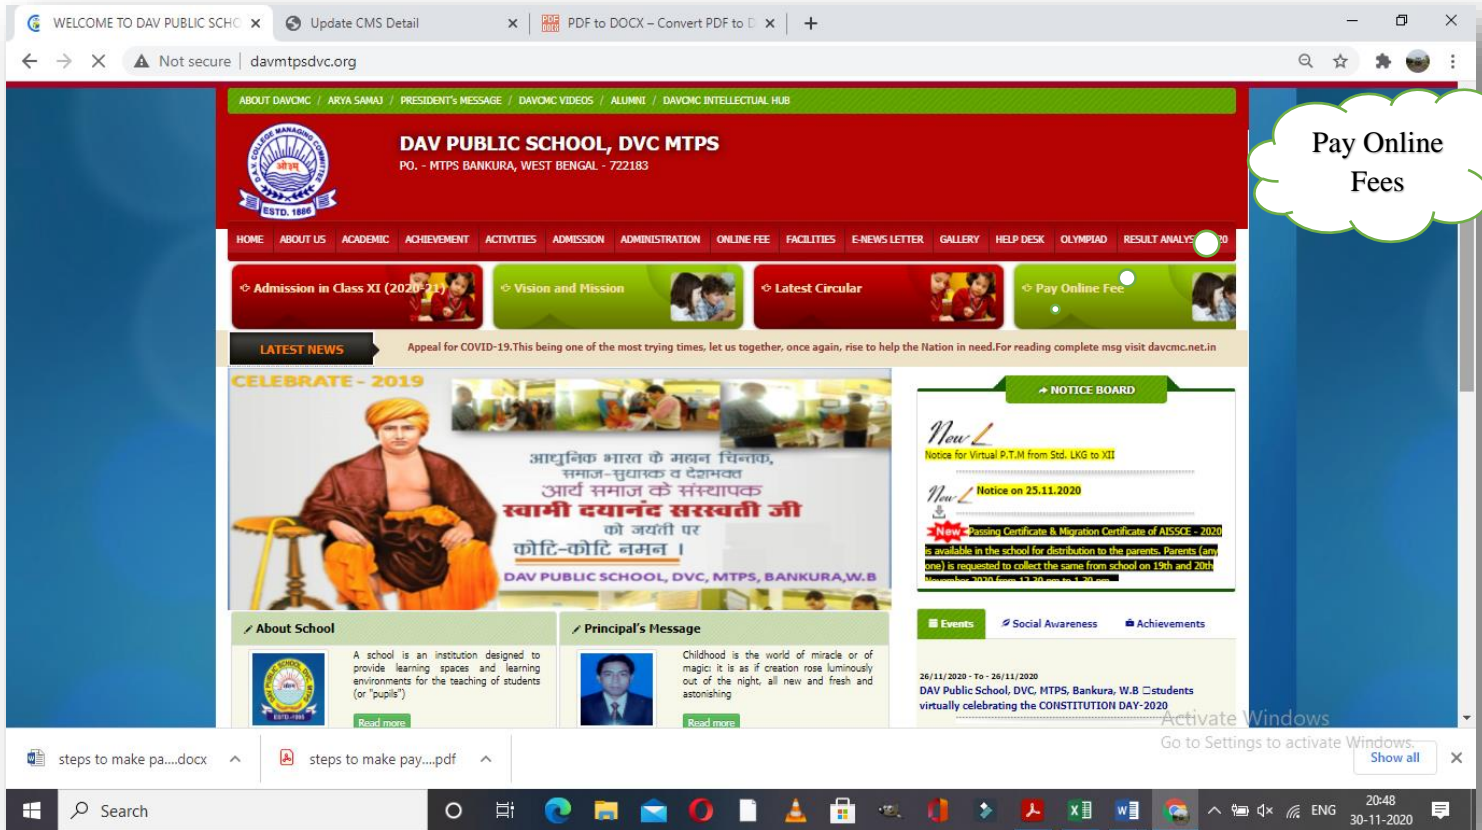 WELCOME TO DAV PUBLIC SCHO
Update CMS Detail
PDF to DOCX – Convert PDF to D
Not secure | davmtpsdvc.org
ABOUT DAVCMC / ARYA SAMAJ / PRESIDENT's MESSAGE / DAVCMC VIDEOS / ALUMNI / DAVCMC INTELLECTUAL HUB
DAV PUBLIC SCHOOL, DVC MTPS
PO. - MTPS BANKURA, WEST BENGAL - 722183
ESTD. 1886
Pay Online
Fees
HOME ABOUT US ACADEMIC ACHIEVEMENT ACTIVITIES ADMISSION ADMINISTRATION ONLINE FEE FACILITIES E-NEWS LETTER GALLERY HELP DESK OLYMPIAD RESULT ANALYS 20
Admission in Class XI (2020-21)
Vision and Mission
Latest Circular
Pay Online Fee
LATEST NEWS
Appeal for COVID-19.This being one of the most trying times, let us together, once again, rise to help the Nation in need.For reading complete msg visit davcmc.net.in
CELEBRATE - 2019
आधुनिक भारत के महान चिन्तक,
समाज-सुधारक व देशभक्त
आर्य समाज के संस्थापक
स्वामी दयानंद सरस्वती जी
को जयंती पर
कोटि-कोटि नमन ।
DAV PUBLIC SCHOOL, DVC, MTPS, BANKURA,W.B
NOTICE BOARD
New
Notice for Virtual P.T.M from Std. LKG to XII
New
Notice on 25.11.2020
New Passing Certificate & Migration Certificate of AISSCE - 2020
is available in the school for distribution to the parents. Parents (any
one) is requested to collect the same from school on 19th and 20th
November 2020 from 12.30 pm to 1.30 pm
About School
A school is an institution designed to
provide learning spaces and learning
environments for the teaching of students
(or "pupils")
Read more
Principal's Message
Childhood is the world of miracle or of
magic: it is as if creation rose luminously
out of the night, all new and fresh and
astonishing
Read more
Events
Social Awareness
Achievements
26/11/2020 - To - 26/11/2020
DAV Public School, DVC, MTPS, Bankura, W.B □students
virtually celebrating the CONSTITUTION DAY-2020
Activate Windows
Go to Settings to activate Windows.
steps to make pa....docx
steps to make pay....pdf
Show all
Search
ENG
20:48
30-11-2020